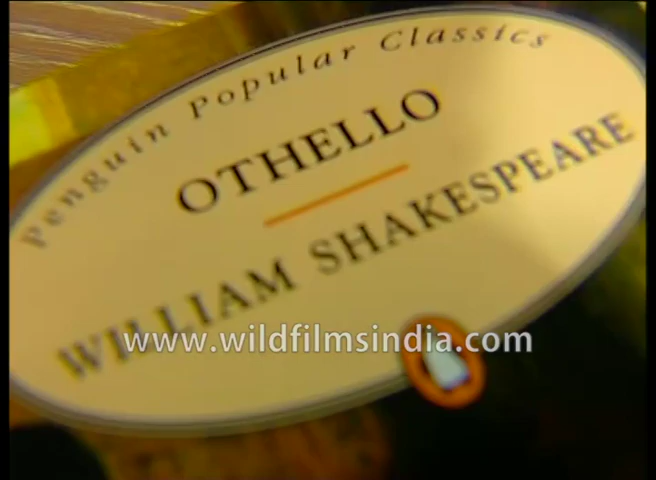 Penguin Popular Classics
OTHELLO
WILLIAM SHAKESPEARE
www.wildfilmsindia.com